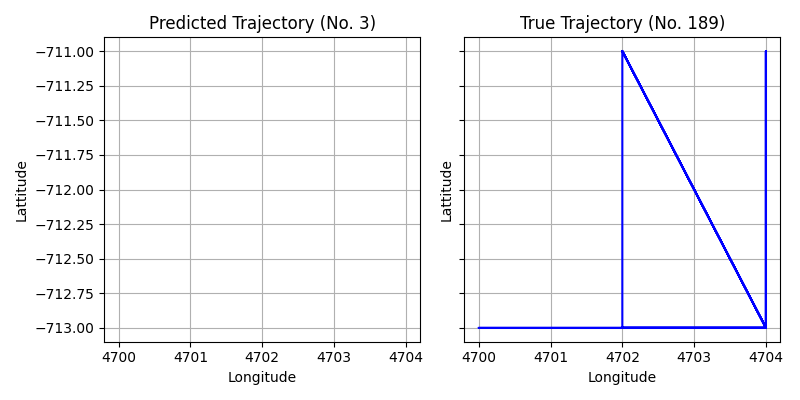 Predicted Trajectory (No. 3)
−711.00
−711.25
−711.50
−711.75
−712.00
−712.25
−712.50
−712.75
−713.00
Lattitude
4700 4701 4702 4703 4704
Longitude
True Trajectory (No. 189)
Lattitude
4700 4701 4702 4703 4704
Longitude